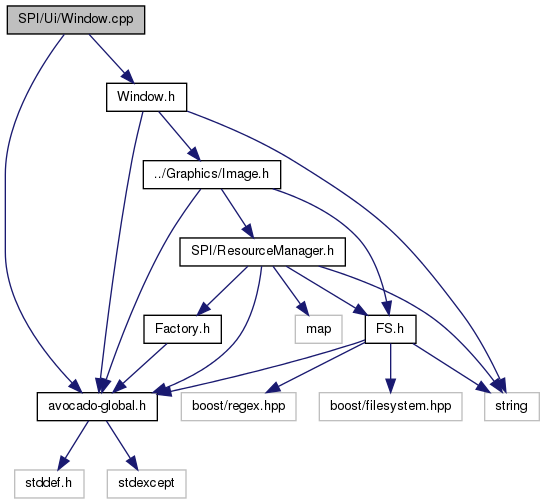 SPI/Ui/Window.cpp
Window.h
../Graphics/Image.h
SPI/ResourceManager.h
Factory.h
map
FS.h
avocado-global.h
boost/regex.hpp
boost/filesystem.hpp
string
stddef.h
stdexcept